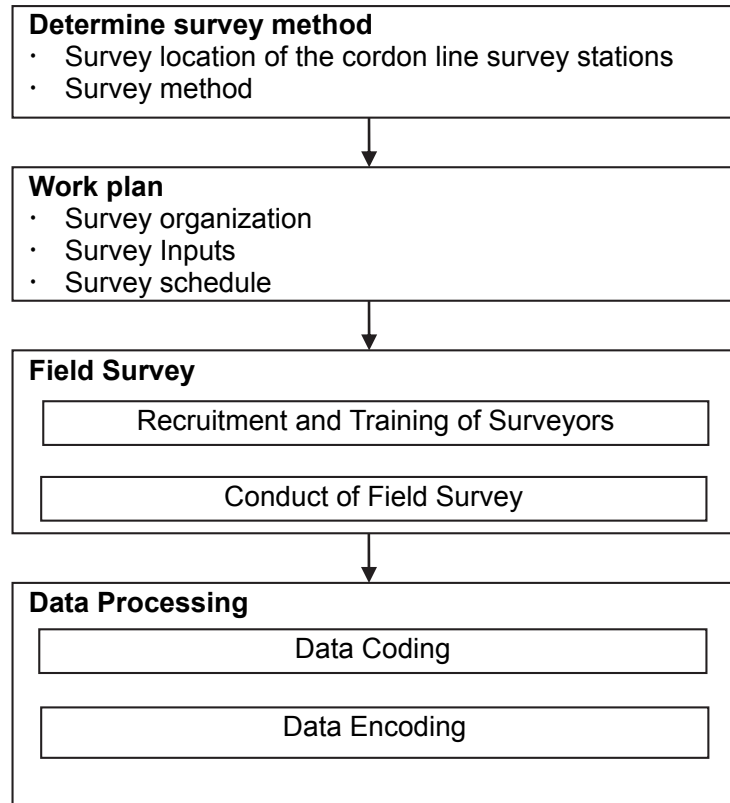 Determine survey method
· Survey location of the cordon line survey stations
· Survey method
Work plan
· Survey organization
· Survey Inputs
· Survey schedule
Field Survey
Recruitment and Training of Surveyors
Conduct of Field Survey
Data Processing
Data Coding
Data Encoding